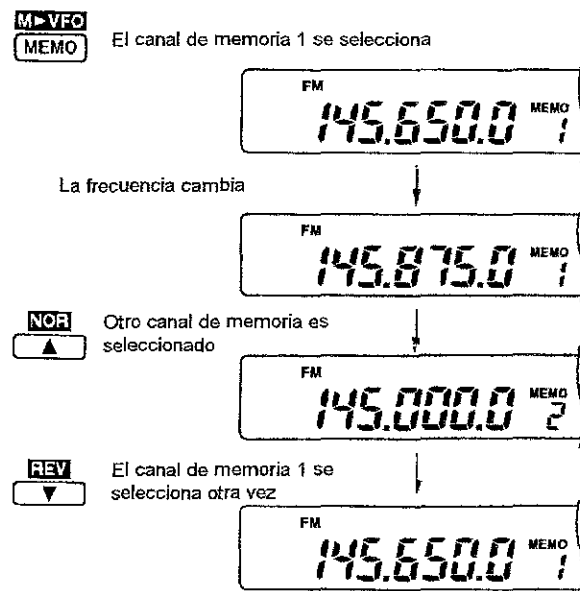 M►VFO
MEMO El canal de memoria 1 se selecciona
FM
145.650.0 MEMO 1
La frecuencia cambia
FM
145.875.0 MEMO 1
NOR Otro canal de memoria es
▲ seleccionado
FM
145.000.0 MEMO 2
REV El canal de memoria 1 se
▼ selecciona otra vez
FM
145.650.0 MEMO 1